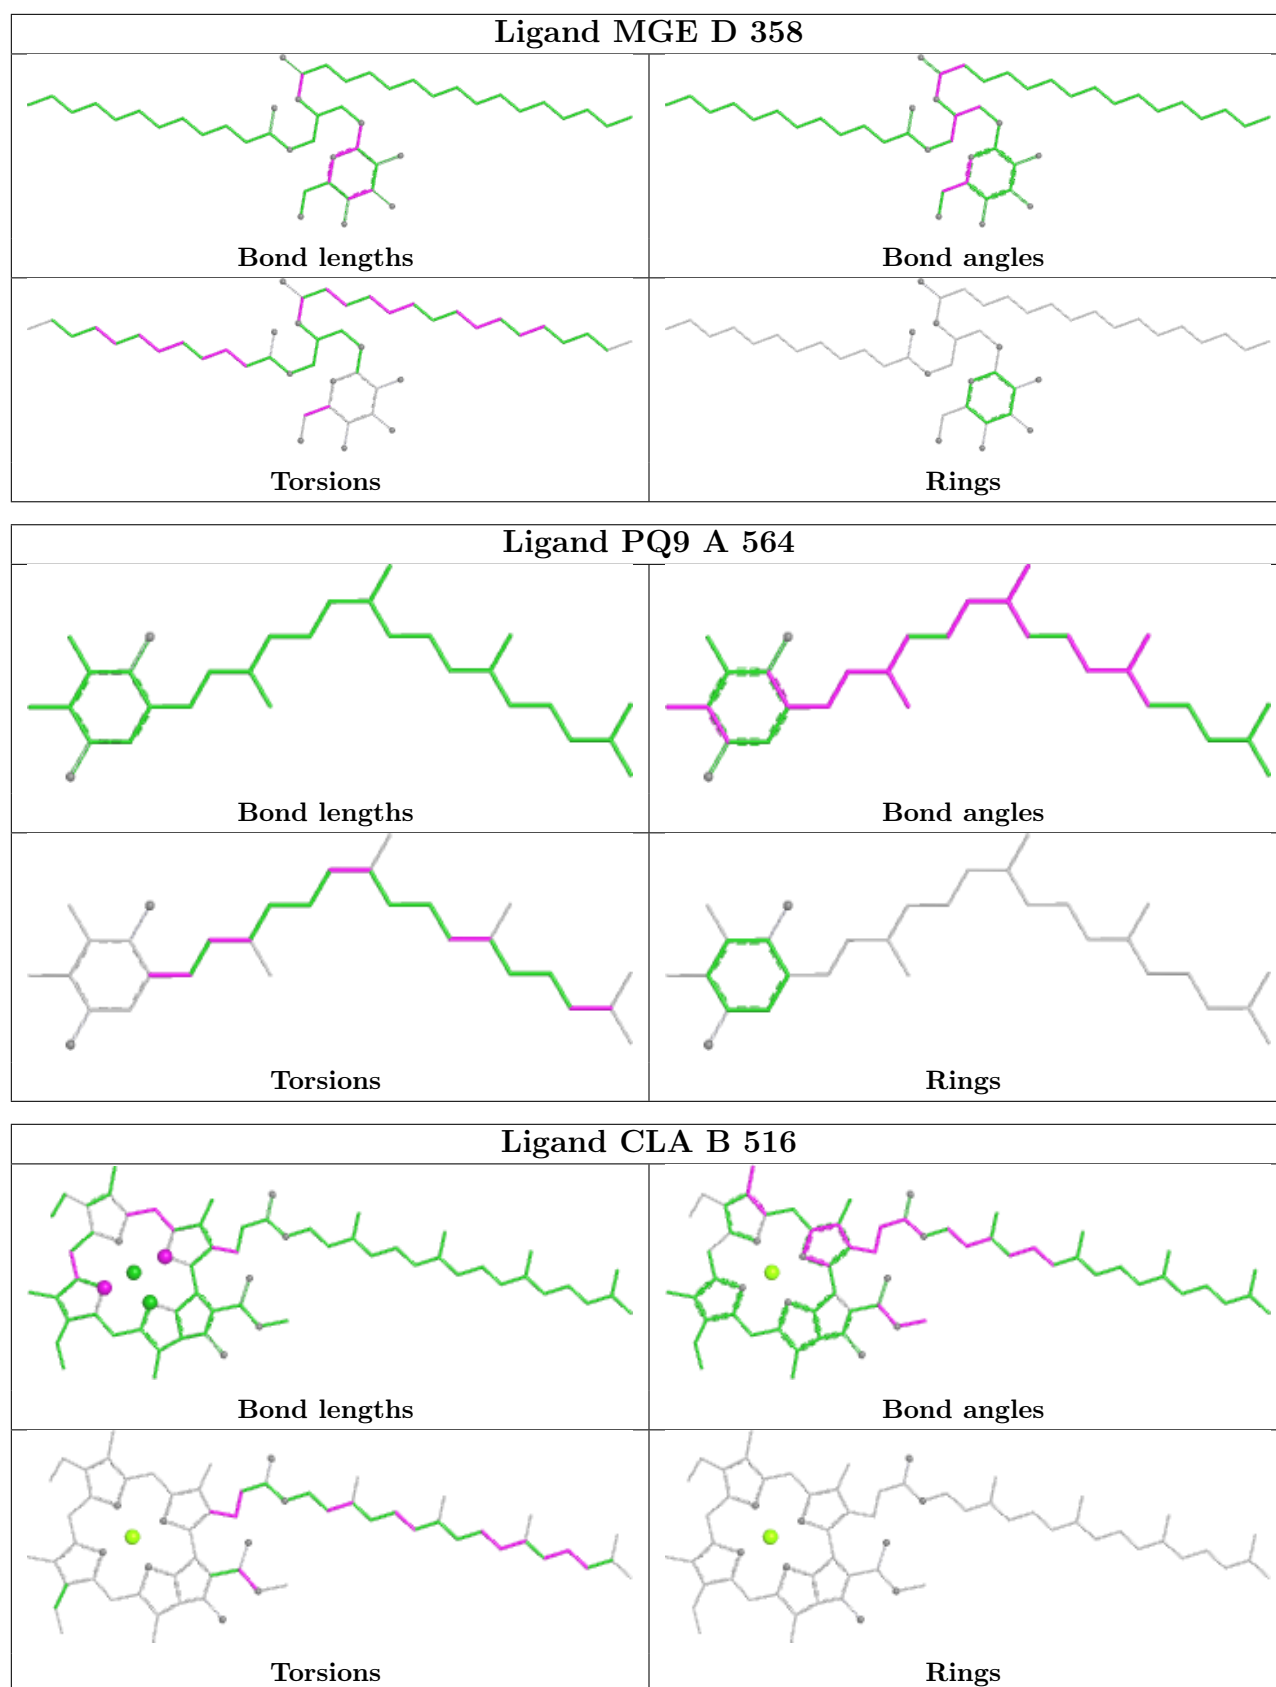 Ligand MGE D 358
Bond lengths
Bond angles
Torsions
Rings
Ligand PQ9 A 564
Bond lengths
Bond angles
Torsions
Rings
Ligand CLA B 516
Bond lengths
Bond angles
Torsions
Rings